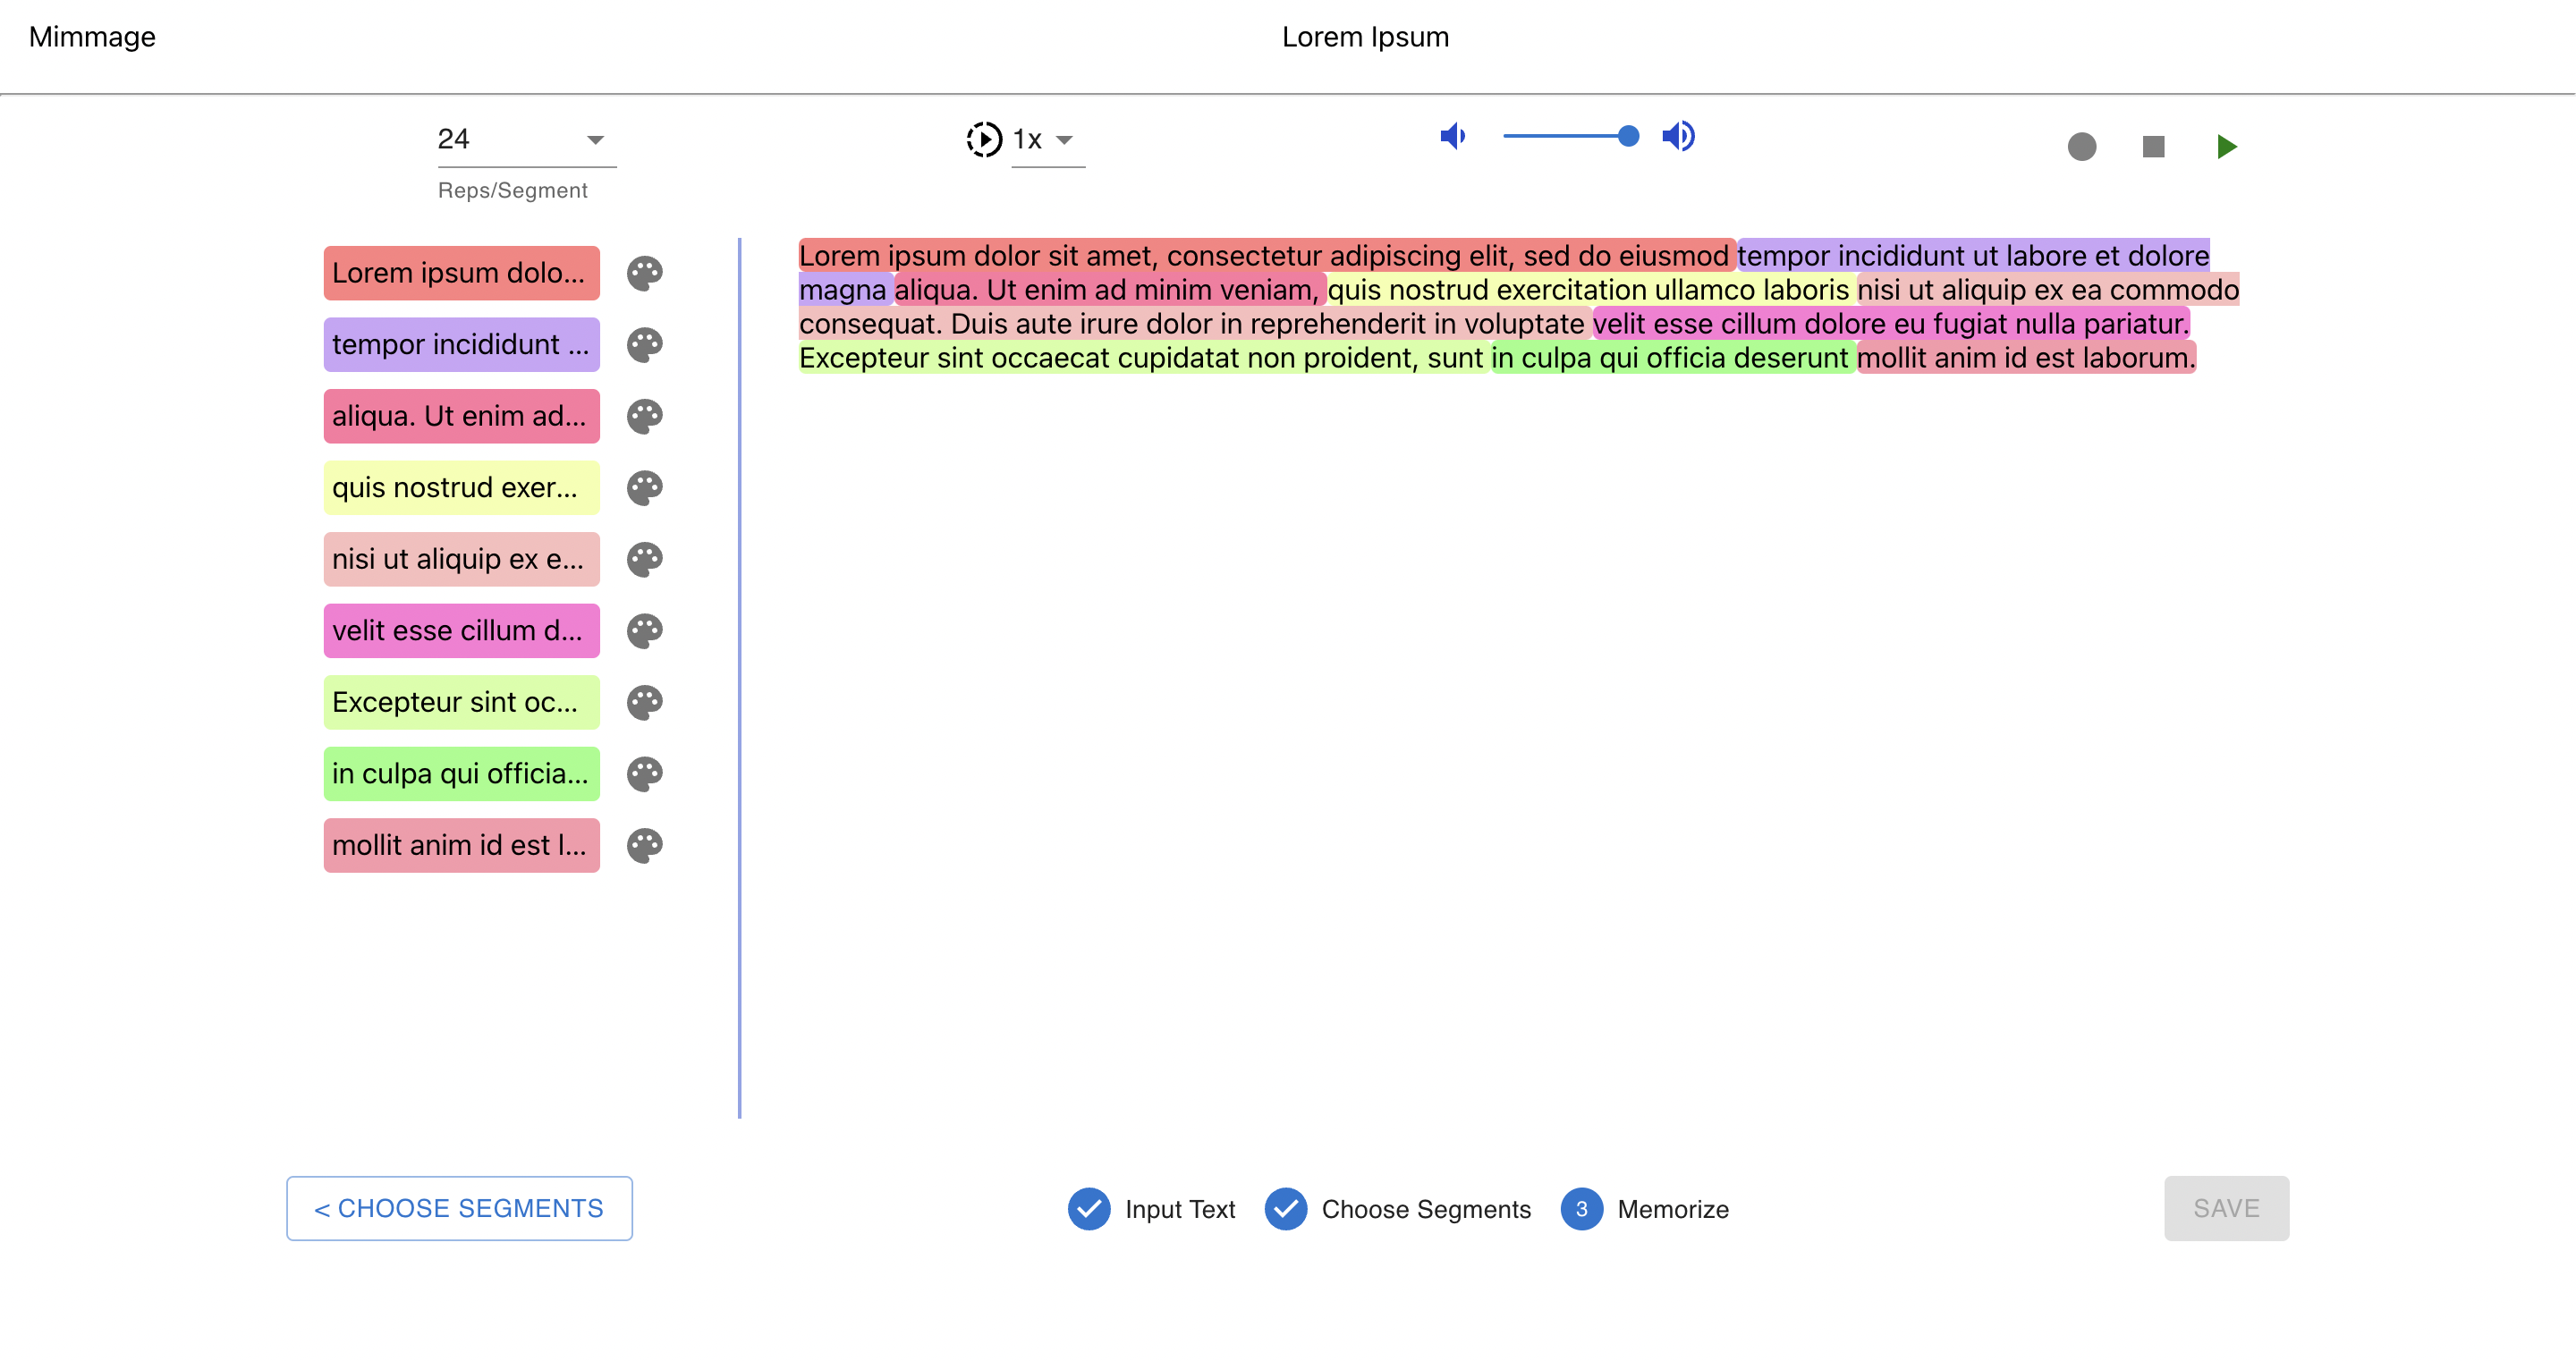 Mimmage
Lorem Ipsum
24
Reps/Segment
1x
Lorem ipsum dolo...
tempor incididunt ...
aliqua. Ut enim ad...
quis nostrud exer...
nisi ut aliquip ex e...
velit esse cillum d...
Excepteur sint oc...
in culpa qui officia...
mollit anim id est l...
Lorem ipsum dolor sit amet, consectetur adipiscing elit, sed do eiusmod tempor incididunt ut labore et dolore
magna aliqua. Ut enim ad minim veniam, quis nostrud exercitation ullamco laboris nisi ut aliquip ex ea commodo
consequat. Duis aute irure dolor in reprehenderit in voluptate velit esse cillum dolore eu fugiat nulla pariatur.
Excepteur sint occaecat cupidatat non proident, sunt in culpa qui officia deserunt mollit anim id est laborum.
< CHOOSE SEGMENTS
Input Text
Choose Segments
3 Memorize
SAVE